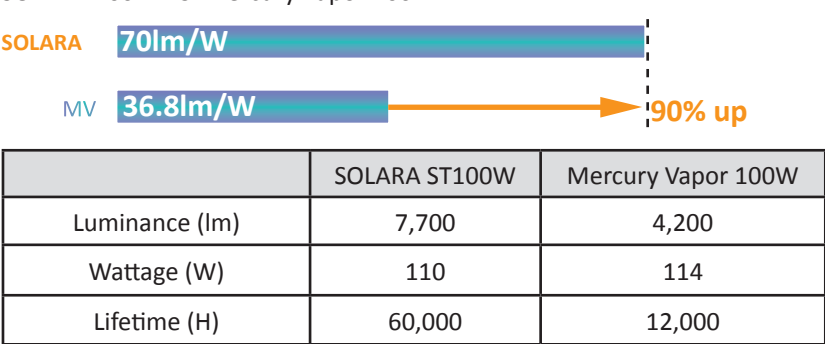 SOLARA 70lm/W
MV 36.8lm/W 90% up
SOLARA ST100W Mercury Vapor 100W
Luminance (lm) 7,700 4,200
Wattage (W) 110 114
Lifetime (H) 60,000 12,000